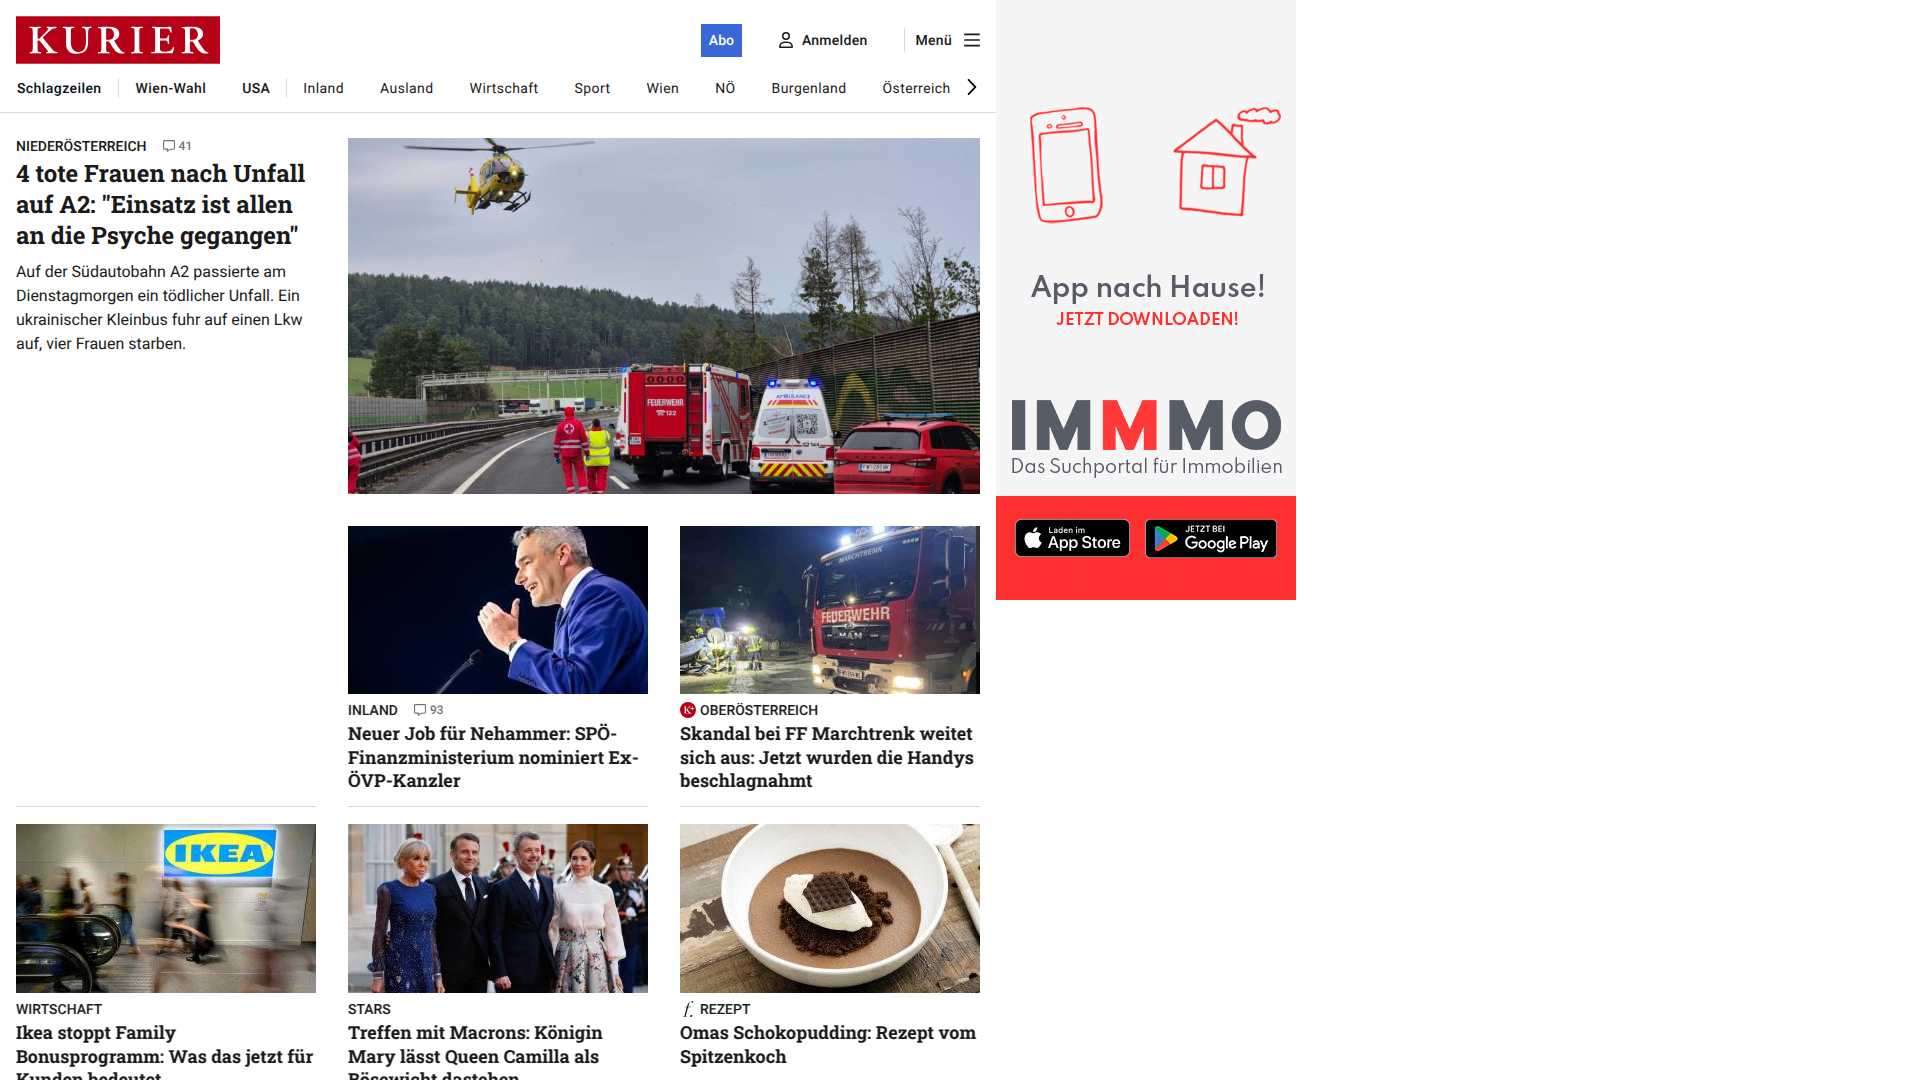 KURIER
Abo
Anmelden
Menü
Schlagzeilen
Wien-Wahl
USA
Inland
Ausland
Wirtschaft
Sport
Wien
NÖ
Burgenland
Österreich
NIEDERÖSTERREICH 41
4 tote Frauen nach Unfall
auf A2: "Einsatz ist allen
an die Psyche gegangen"
Auf der Südautobahn A2 passierte am
Dienstagmorgen ein tödlicher Unfall. Ein
ukrainischer Kleinbus fuhr auf einen Lkw
auf, vier Frauen starben.
FEUERWEHR
122
AMBULANCE
INLAND 93
Neuer Job für Nehammer: SPÖ-
Finanzministerium nominiert Ex-
ÖVP-Kanzler
MARCHTRENK
FEUERWEHR
MAN
K+ OBERÖSTERREICH
Skandal bei FF Marchtrenk weitet
sich aus: Jetzt wurden die Handys
beschlagnahmt
IKEA
WIRTSCHAFT
Ikea stoppt Family
Bonusprogramm: Was das jetzt für
Kunden bedeutet
STARS
Treffen mit Macrons: Königin
Mary lässt Queen Camilla als
Bösewicht dastehen
f. REZEPT
Omas Schokopudding: Rezept vom
Spitzenkoch
App nach Hause!
JETZT DOWNLOADEN!
IMMMO
Das Suchportal für Immobilien
Laden im
App Store
JETZT BEI
Google Play